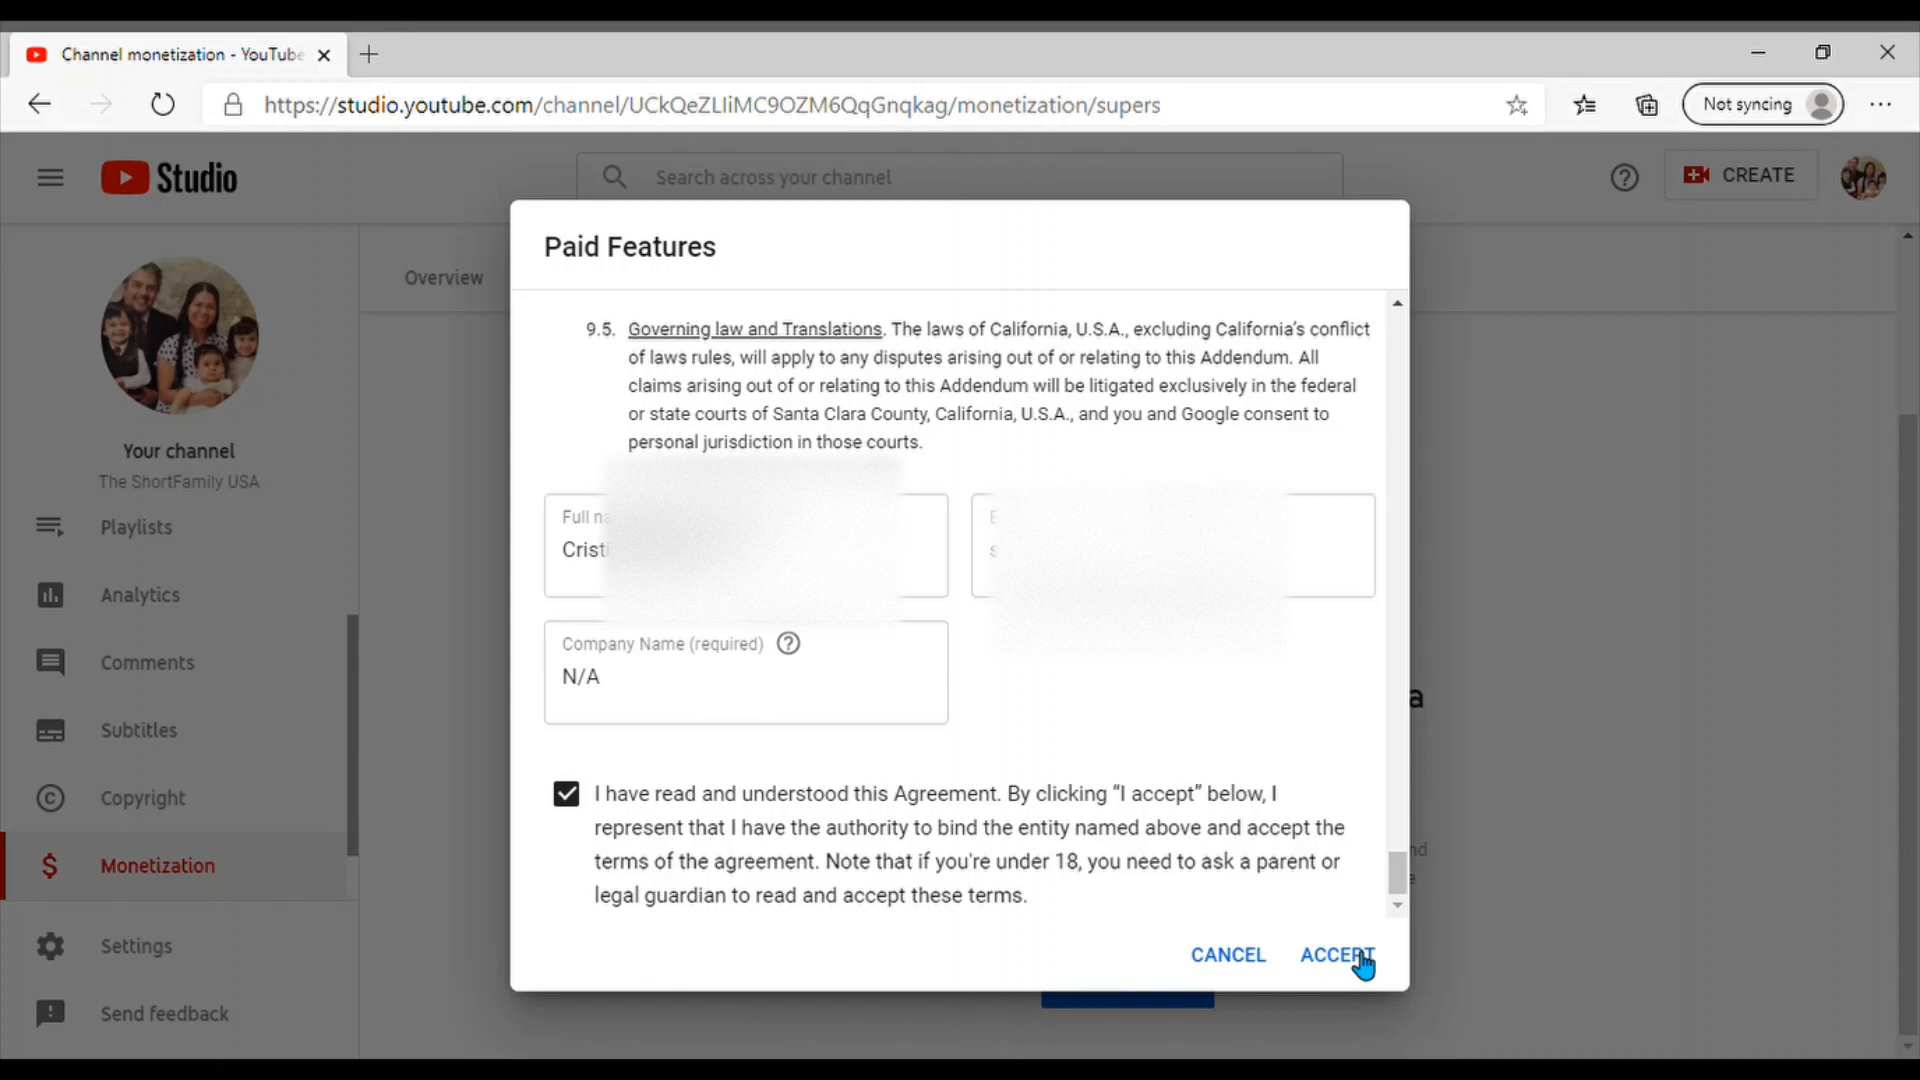 Channel monetization - YouTube
https://studio.youtube.com/channel/UCkQeZLIiMC9OZM6QqGnqkag/monetization/supers
Not syncing
Studio
Search across your channel
CREATE
Overview
Your channel
The ShortFamily USA
Playlists
Analytics
Comments
Subtitles
Copyright
Monetization
Settings
Send feedback
Paid Features
9.5. Governing law and Translations. The laws of California, U.S.A., excluding California's conflict
of laws rules, will apply to any disputes arising out of or relating to this Addendum. All
claims arising out of or relating to this Addendum will be litigated exclusively in the federal
or state courts of Santa Clara County, California, U.S.A., and you and Google consent to
personal jurisdiction in those courts.
Full
Company Name (required)
N/A
I have read and understood this Agreement. By clicking “I accept” below, I
represent that I have the authority to bind the entity named above and accept the
terms of the agreement. Note that if you're under 18, you need to ask a parent or
legal guardian to read and accept these terms.
CANCEL
ACCEPT